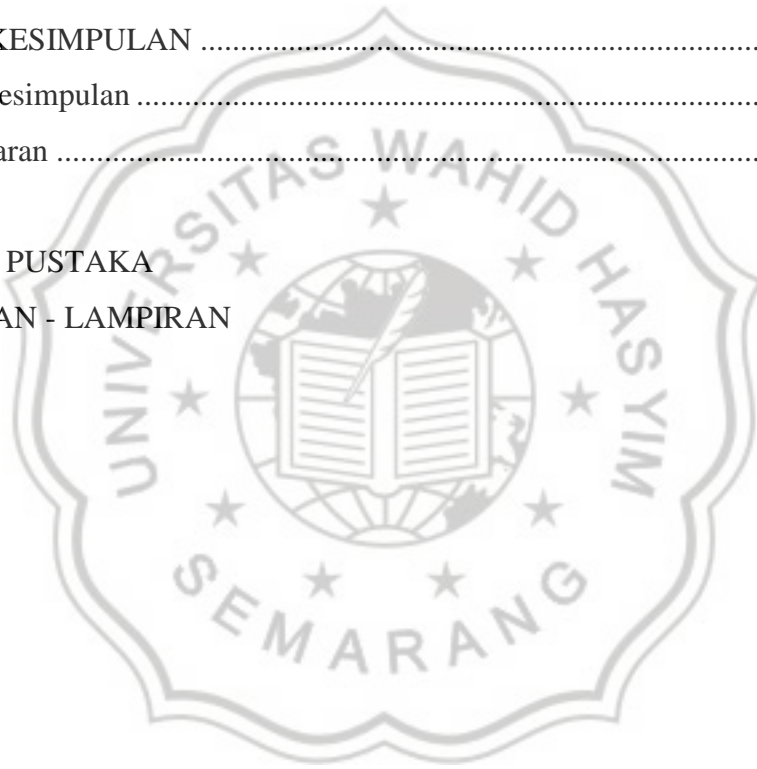 KESIMPULAN ....................................................................................................
esimpulan ....................................................................................................
aran ....................................................................................................
PUSTAKA
AN - LAMPIRAN
UNIVERSITAS WAHID HASYIM
SEMARANG